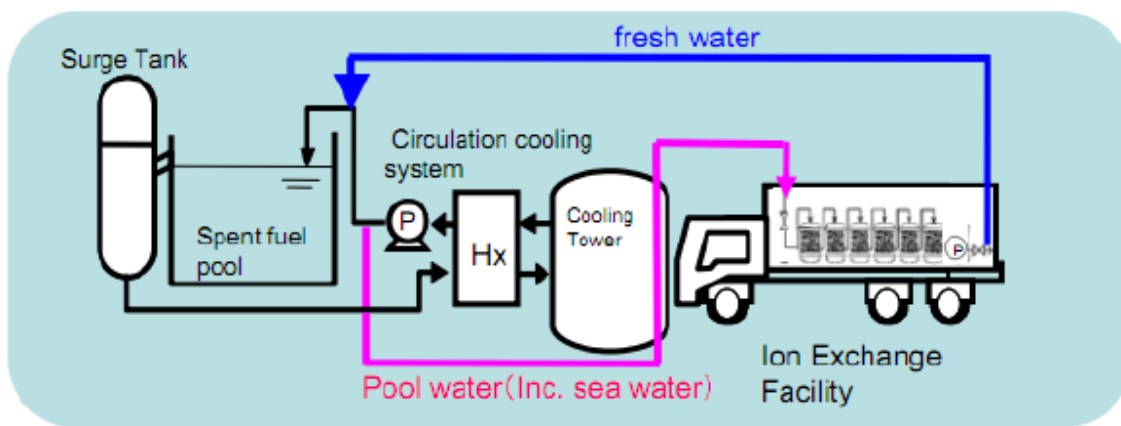 fresh water
Surge Tank
Circulation cooling
system
P
Hx
Cooling
Tower
Spent fuel
pool
P
Ion Exchange
Facility
Pool water(Inc. sea water)